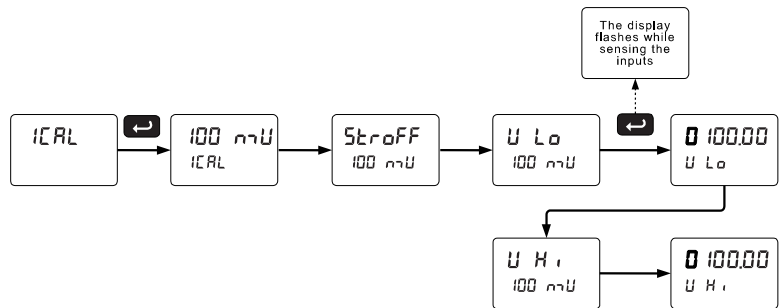 The display
flashes while
sensing the
inputs
ICAL
100 mV
ICAL
StroFF
100 mV
V Lo
100 mV
0100.00
V Lo
V Hi
100 mV
0100.00
V Hi